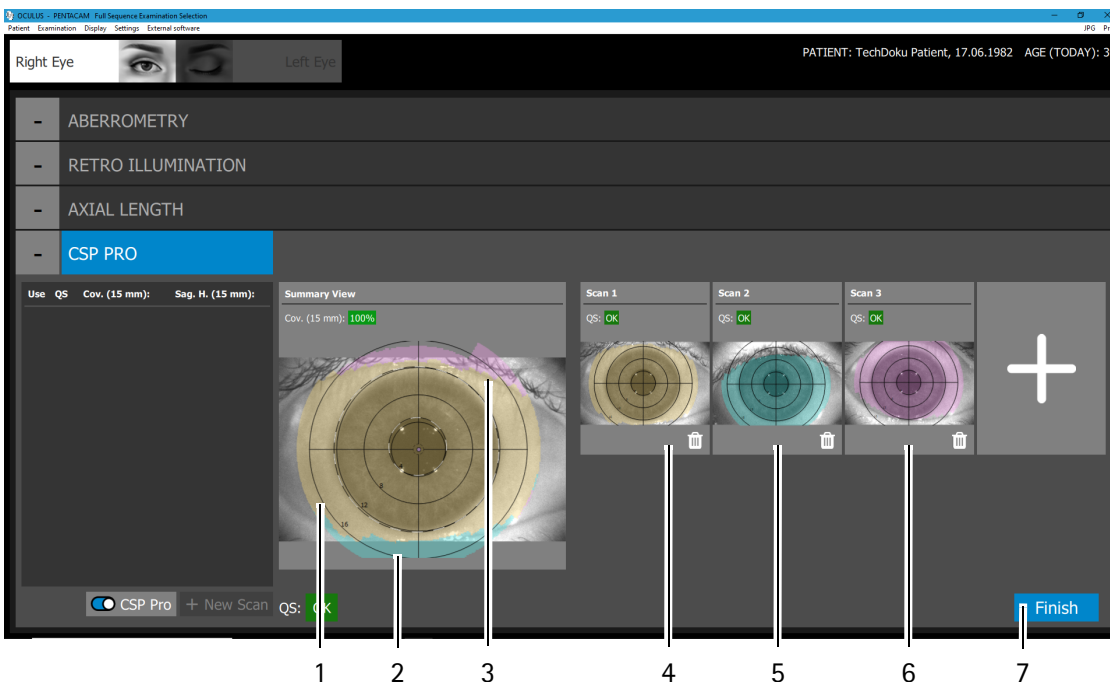 OCULUS - PENTACAM Full Sequence Examination Selection
Patient Examination Display Settings External software JPG Pr
Right Eye Left Eye PATIENT: TechDoku Patient, 17.06.1982 AGE (TODAY): 3
- ABERROMETRY
- RETRO ILLUMINATION
- AXIAL LENGTH
- CSP PRO
Use QS Cov. (15 mm): Sag. H. (15 mm):
Summary View
Cov. (15 mm): 100%
8
12
16
Scan 1
QS: OK
Scan 2
QS: OK
Scan 3
QS: OK
CSP Pro + New Scan
QS: OK
Finish
1 2 3 4 5 6 7